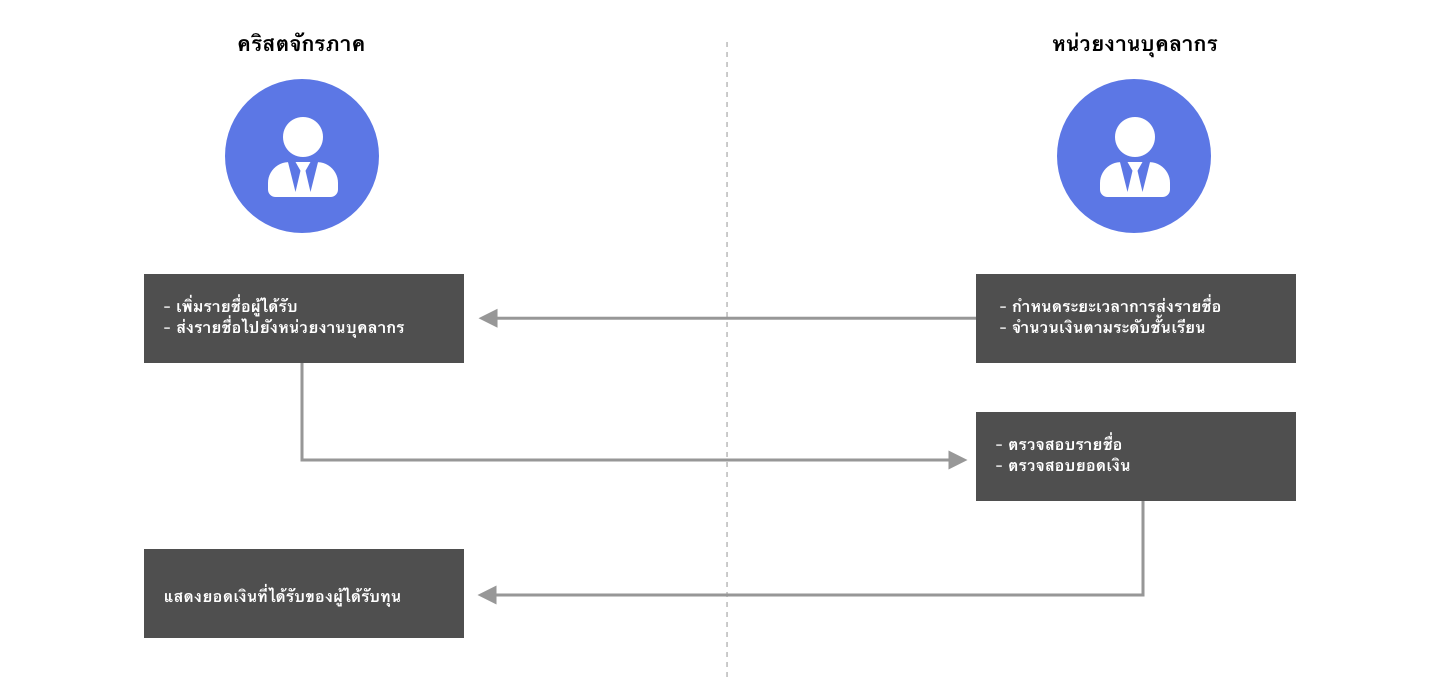 คริสตจักรภาค
หน่วยงานบุคลากร
- เพิ่มรายชื่อผู้ได้รับ
- ส่งรายชื่อไปยังหน่วยงานบุคลากร
- กำหนดระยะเวลาการส่งรายชื่อ
- จำนวนเงินตามระดับชั้นเรียน
- ตรวจสอบรายชื่อ
- ตรวจสอบยอดเงิน
แสดงยอดเงินที่ได้รับของผู้ได้รับทุน